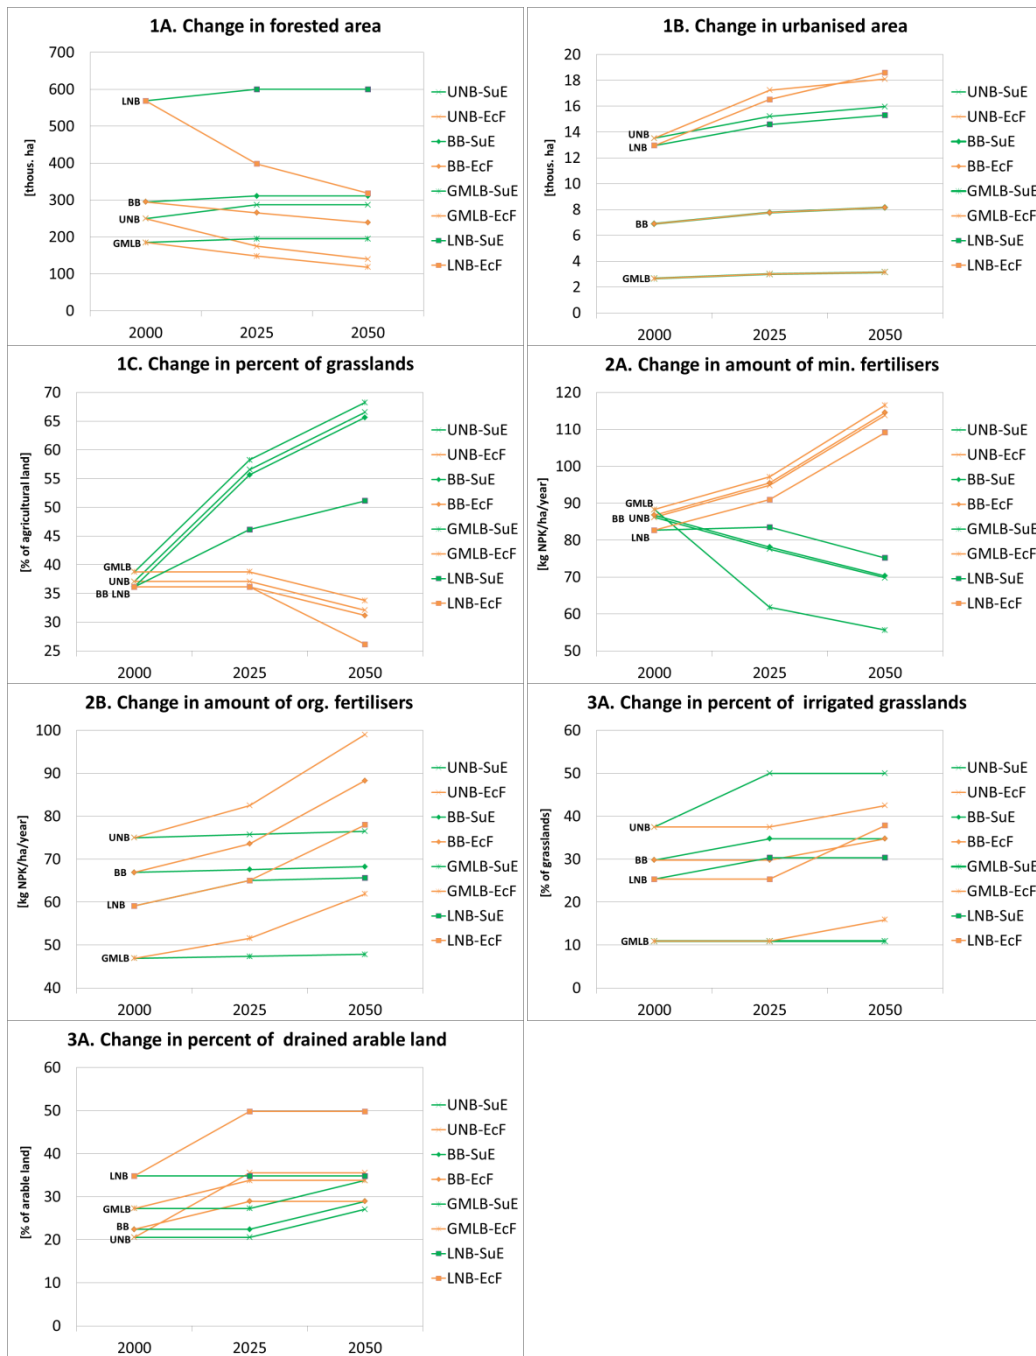 1A. Change in forested area
[thous. ha]
700
600
500
400
300
200
100
0
LNB
BB
UNB
GMLB
2000 2025 2050
UNB-SuE
UNB-EcF
BB-SuE
BB-EcF
GMLB-SuE
GMLB-EcF
LNB-SuE
LNB-EcF
1B. Change in urbanised area
[thous. ha]
20
18
16
14
12
10
8
6
4
2
0
UNB
LNB
BB
GMLB
2000 2025 2050
UNB-SuE
UNB-EcF
BB-SuE
BB-EcF
GMLB-SuE
GMLB-EcF
LNB-SuE
LNB-EcF
1C. Change in percent of grasslands
[% of agricultural land]
70
65
60
55
50
45
40
35
30
25
GMLB
UNB
BB LNB
2000 2025 2050
UNB-SuE
UNB-EcF
BB-SuE
BB-EcF
GMLB-SuE
GMLB-EcF
LNB-SuE
LNB-EcF
2A. Change in amount of min. fertilisers
[kg NPK/ha/year]
120
110
100
90
80
70
60
50
GMLB
BB UNB
LNB
2000 2025 2050
UNB-SuE
UNB-EcF
BB-SuE
BB-EcF
GMLB-SuE
GMLB-EcF
LNB-SuE
LNB-EcF
2B. Change in amount of org. fertilisers
[kg NPK/ha/year]
100
90
80
70
60
50
40
UNB
BB
LNB
GMLB
2000 2025 2050
UNB-SuE
UNB-EcF
BB-SuE
BB-EcF
GMLB-SuE
GMLB-EcF
LNB-SuE
LNB-EcF
3A. Change in percent of irrigated grasslands
[% of grasslands]
60
50
40
30
20
10
0
UNB
BB
LNB
GMLB
2000 2025 2050
UNB-SuE
UNB-EcF
BB-SuE
BB-EcF
GMLB-SuE
GMLB-EcF
LNB-SuE
LNB-EcF
3A. Change in percent of drained arable land
[% of arable land]
60
50
40
30
20
10
0
LNB
GMLB
BB
UNB
2000 2025 2050
UNB-SuE
UNB-EcF
BB-SuE
BB-EcF
GMLB-SuE
GMLB-EcF
LNB-SuE
LNB-EcF